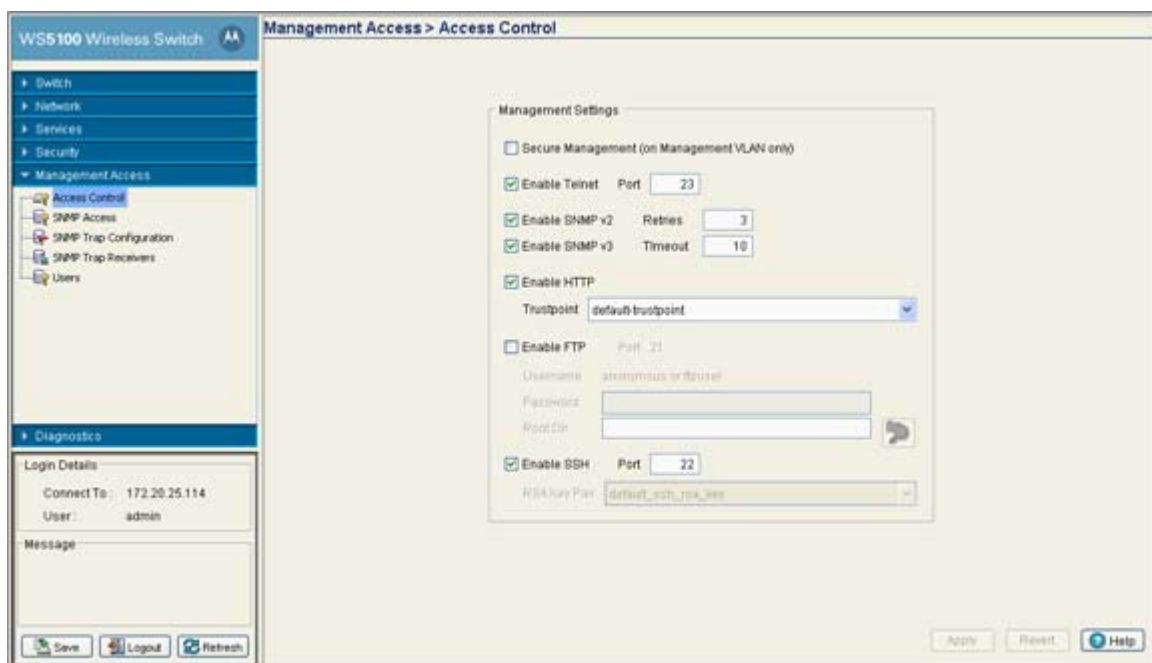 WS5100 Wireless Switch
Management Access > Access Control
Switch
Network
Services
Security
Management Access
Access Control
SNMP Access
SNMP Trap Configuration
SNMP Trap Receivers
Users
Diagnostics
Login Details
Connect To : 172.20.25.114
User : admin
Message
Save Logout Refresh
Management Settings
Secure Management (on Management VLAN only)
Enable Telnet Port 23
Enable SNMP v2 Retries 3
Enable SNMP v3 Timeout 10
Enable HTTP
Trustpoint default-trustpoint
Enable FTP Port 21
Username anonymous or ftpuser
Password
Root Dir
Enable SSH Port 22
RSA Key Pair default_ssh_rsa_key
Apply Revert Help